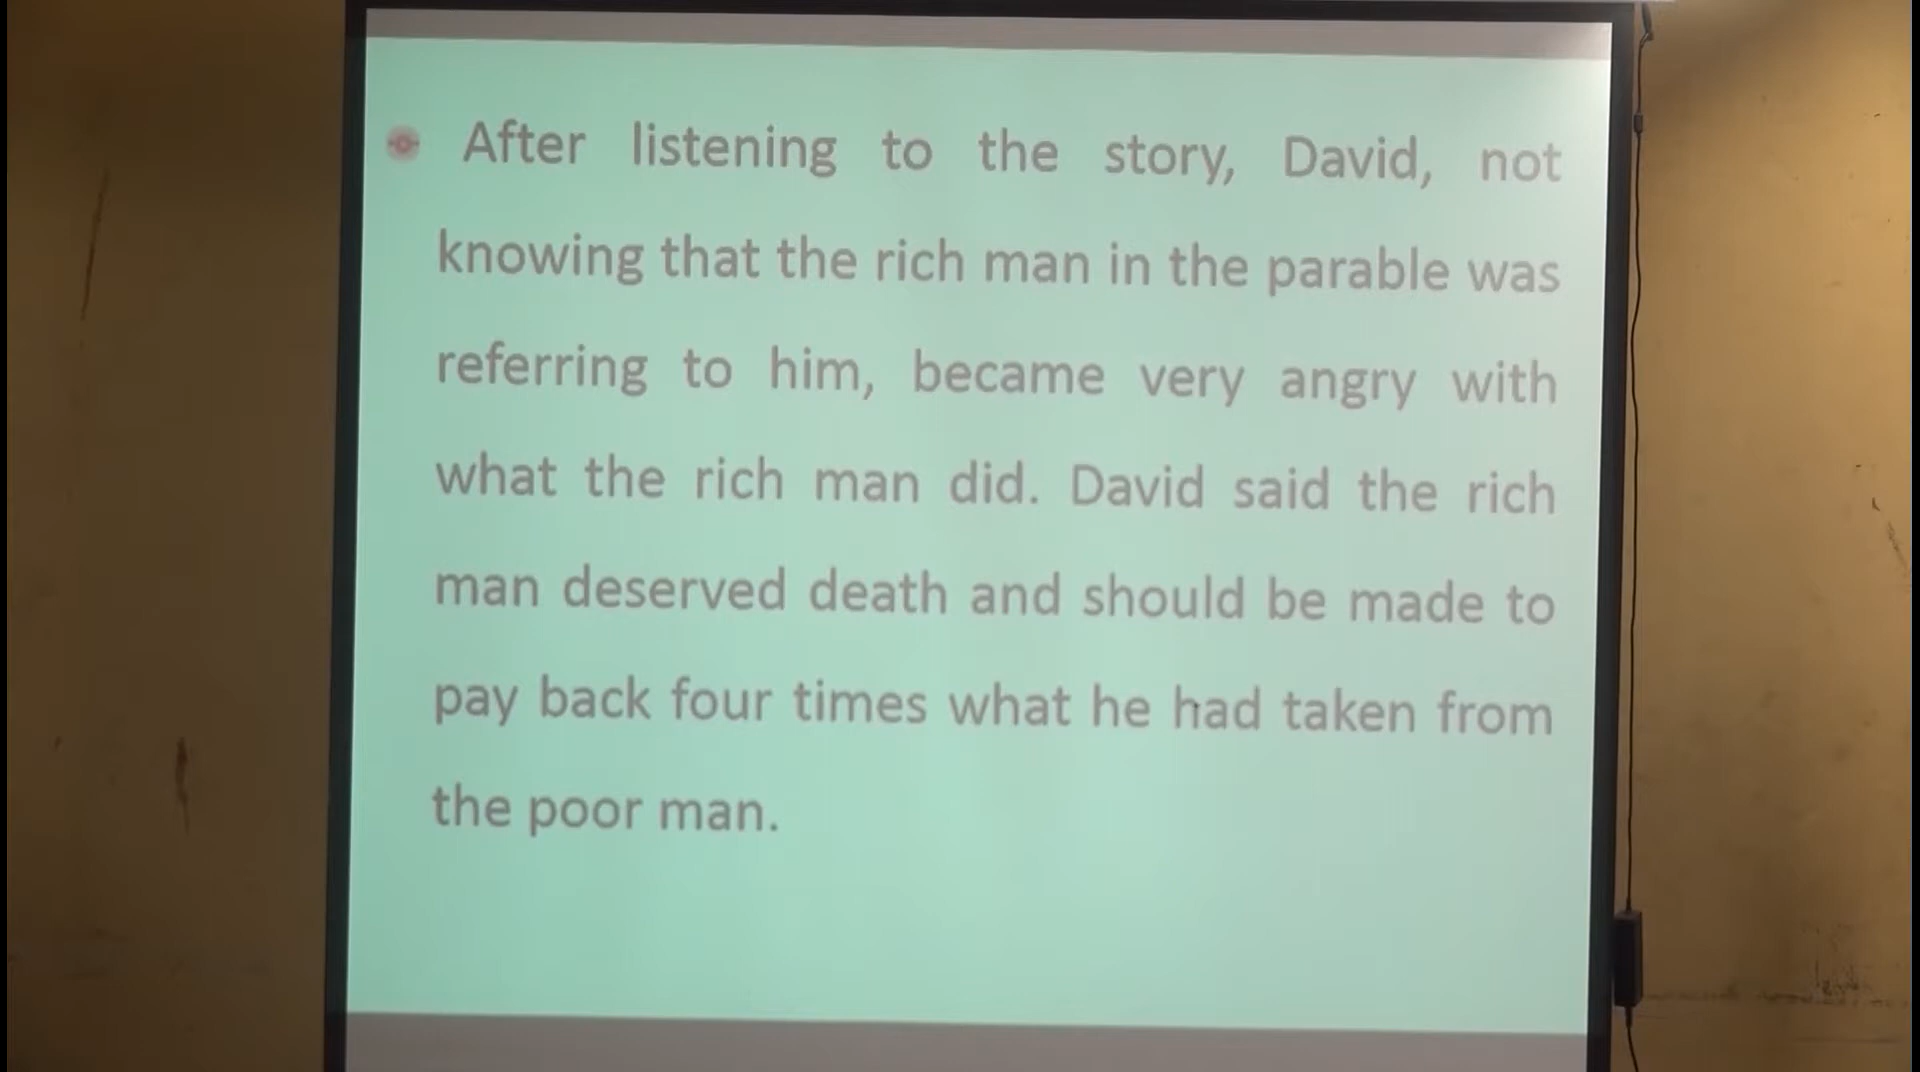 After listening to the story, David, not
knowing that the rich man in the parable was
referring to him, became very angry with
what the rich man did. David said the rich
man deserved death and should be made to
pay back four times what he had taken from
the poor man.